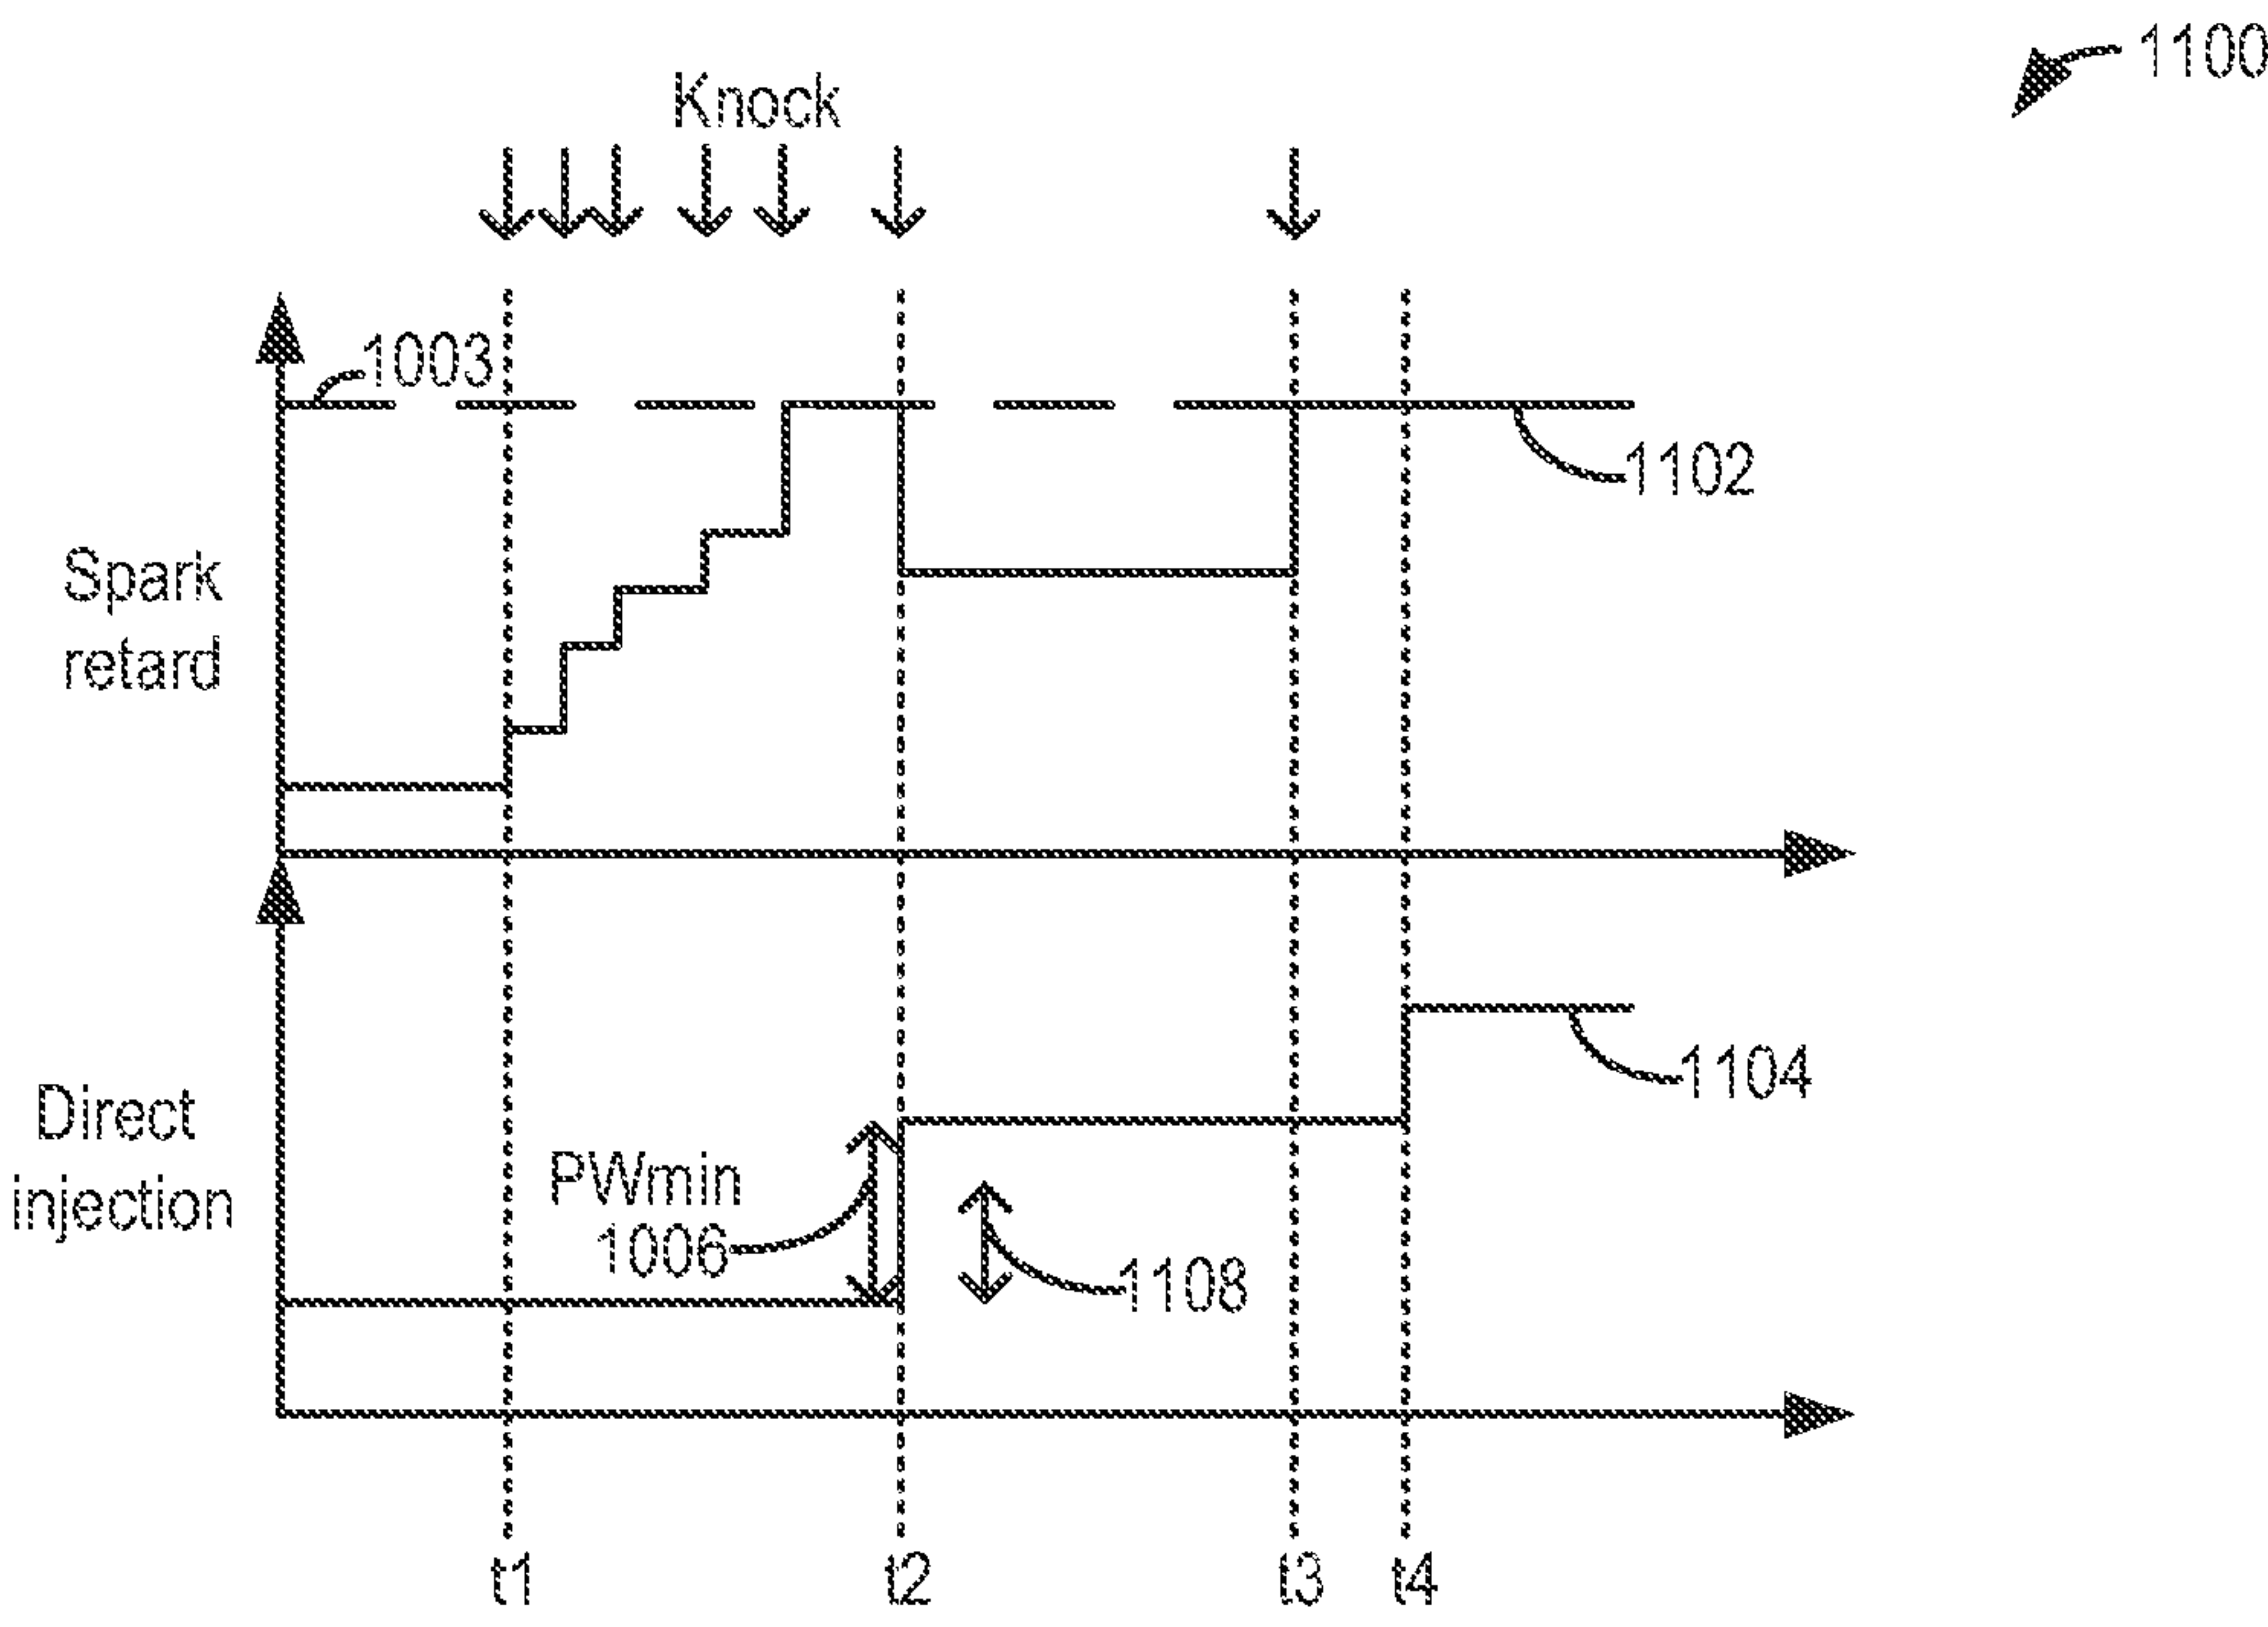 1100
Knock
1003
1102
Spark
retard
1104
Direct
injection
PWmin
1006
1108
t1
t2
t3
t4